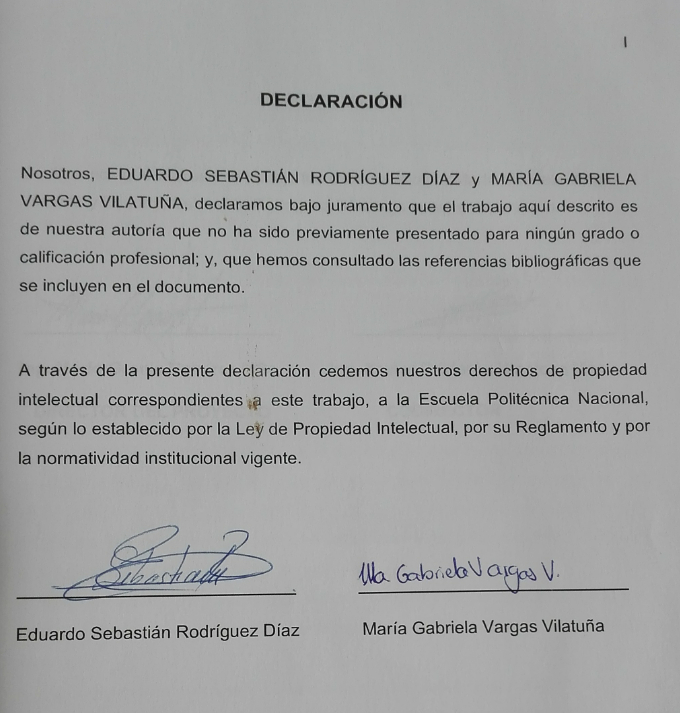 I
DECLARACIÓN
Nosotros, EDUARDO SEBASTIÁN RODRÍGUEZ DÍAZ y MARÍA GABRIELA
VARGAS VILATUÑA, declaramos bajo juramento que el trabajo aquí descrito es
de nuestra autoría que no ha sido previamente presentado para ningún grado o
calificación profesional; y, que hemos consultado las referencias bibliográficas que
se incluyen en el documento.
A través de la presente declaración cedemos nuestros derechos de propiedad
intelectual correspondientes a este trabajo, a la Escuela Politécnica Nacional,
según lo establecido por la Ley de Propiedad Intelectual, por su Reglamento y por
la normatividad institucional vigente.
Ma Gabriela Vargas V.
Eduardo Sebastián Rodríguez Díaz
María Gabriela Vargas Vilatuña